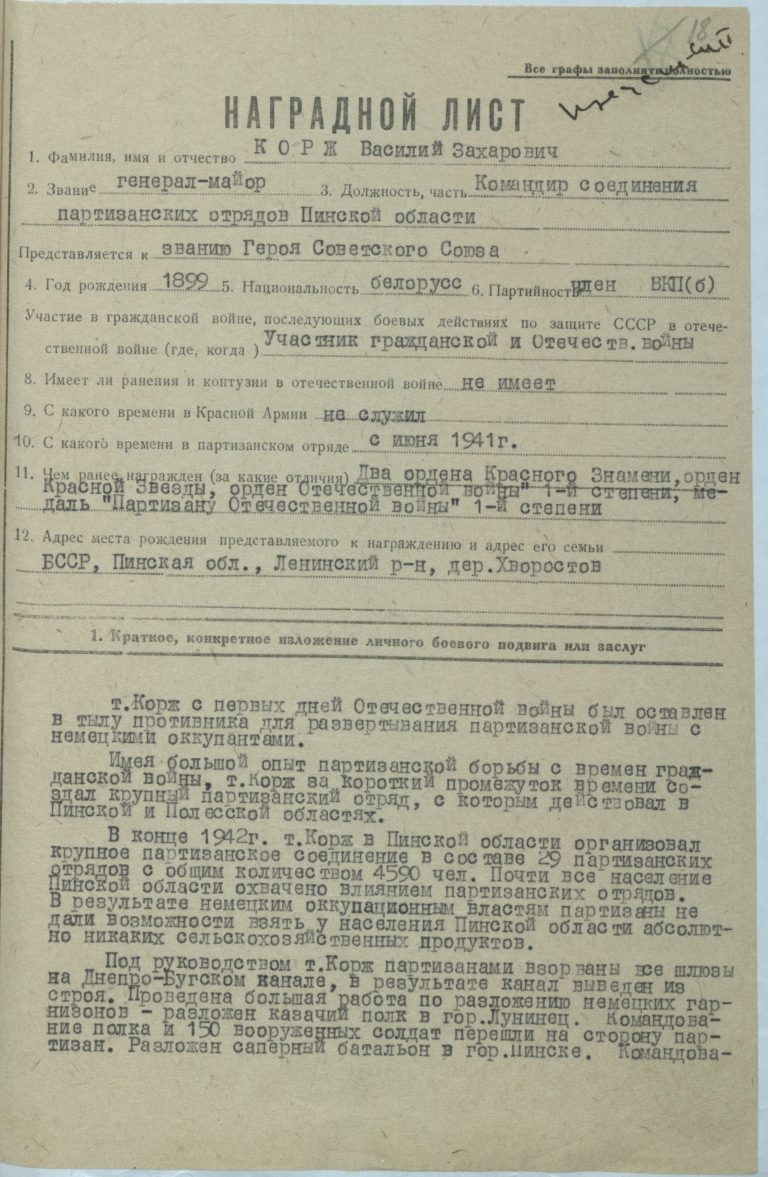 18
Все графы заполнять полностью
НАГРАДНОЙ ЛИСТ
1. Фамилия, имя и отчество КОРЖ Василий Захарович
2. Звание генерал-майор 3. Должность, часть Командир соединения
партизанских отрядов Пинской области
Представляется к званию Героя Советского Союза
4. Год рождения 1899 5. Национальность белорусс 6. Партийность член ВКП(б)
Участие в гражданской войне, последующих боевых действиях по защите СССР в отече-
ственной войне (где, когда) Участник гражданской и Отечеств.войны
8. Имеет ли ранения и контузии в отечественной войне не имеет
9. С какого времени в Красной Армии не служил
10. С какого времени в партизанском отряде с июня 1941г.
11. Чем ранее награжден (за какие отличия) Два ордена Красного Знамени, орден
Красной Звезды, орден Отечественной войны" 1-й степени, ме-
даль "Партизану Отечественной войны" 1-й степени
12. Адрес места рождения представляемого к награждению и адрес его семьи
БССР, Пинская обл., Ленинский р-н, дер.Хворостов
1. Краткое, конкретное изложение личного боевого подвига или заслуг
т.Корж с первых дней Отечественной войны был оставлен
в тылу противника для развертывания партизанской войны с
немецкими оккупантами.
Имея большой опыт партизанской борьбы с времен граж-
данской войны, т.Корж за короткий промежуток времени со-
здал крупный партизанский отряд, с которым действовал в
Пинской и Полесской областях.
В конце 1942г. т.Корж в Пинской области организовал
крупное партизанское соединение в составе 29 партизанских
отрядов с общим количеством 4590 чел. Почти все население
Пинской области охвачено влиянием партизанских отрядов.
В результате немецким оккупационным властям партизаны не
дали возможности взять у населения Пинской области абсолют-
но никаких сельскохозяйственных продуктов.
Под руководством т.Корж партизанами взорваны все шлюзы
на Днепро-Бугском канале, в результате канал выведен из
строя. Проведена большая работа по разложению немецких гар-
низонов - разложен казачий полк в гор.Лунинец. Командова-
ние полка и 150 вооруженных солдат перешли на сторону пар-
тизан. Разложен саперный батальон в гор.Пинске. Командова-